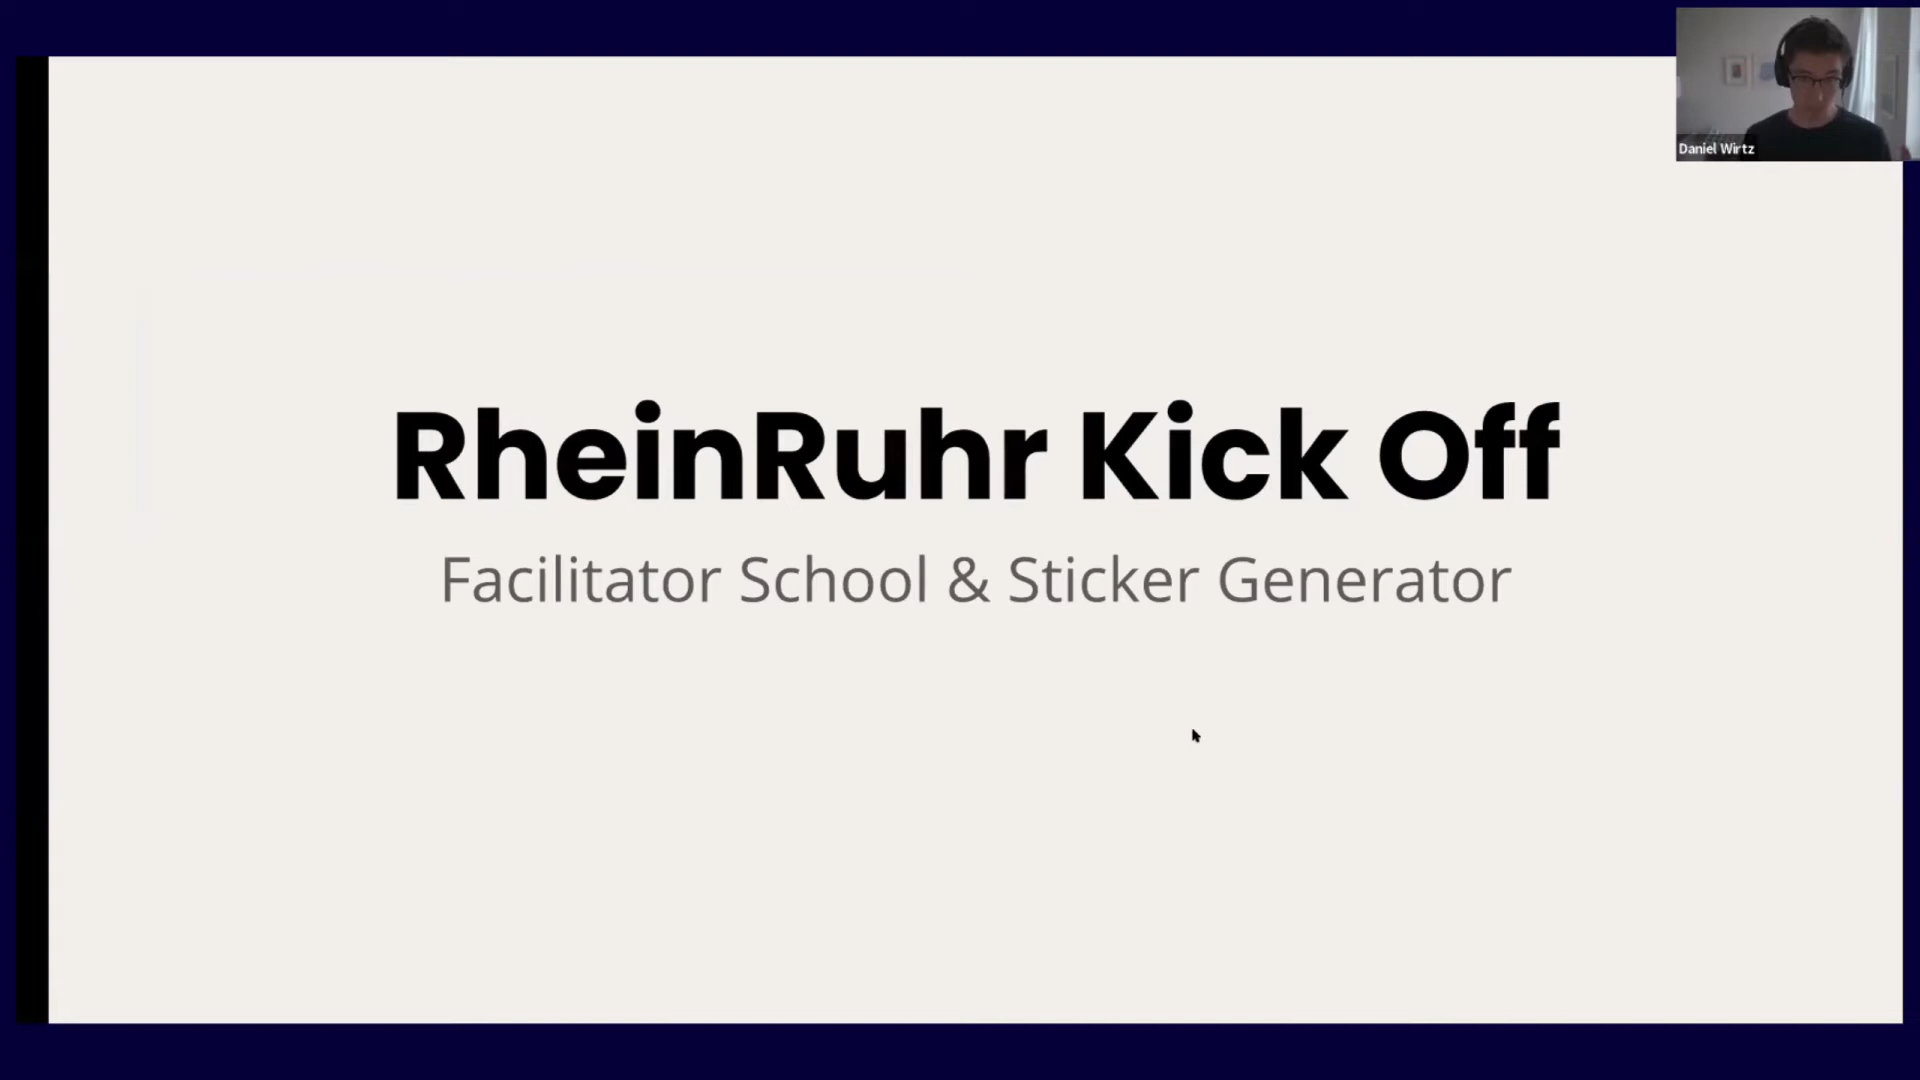 RheinRuhr Kick Off
Facilitator School & Sticker Generator
Daniel Wirtz